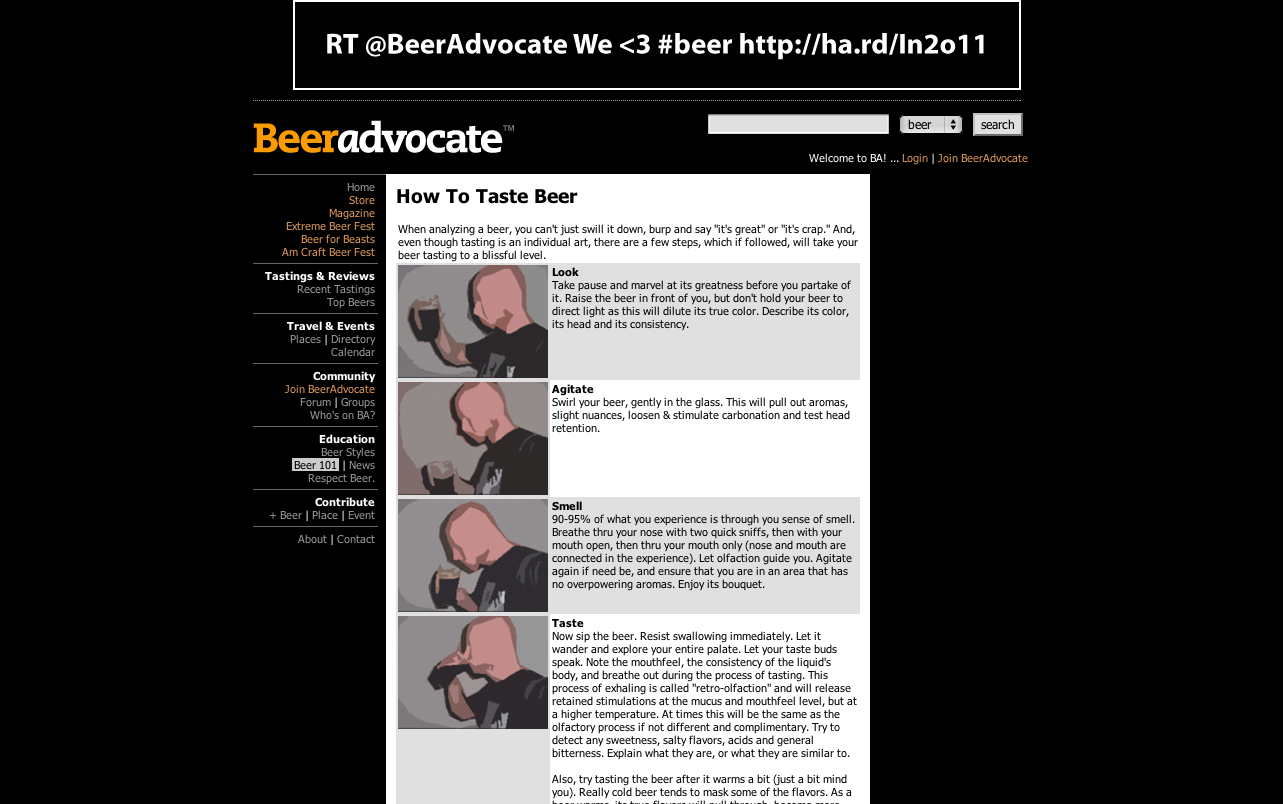 RT @BeerAdvocate We <3 #beer http://ha.rd/In2o11
Beeradvocate™
beer
search
Welcome to BA! ... Login | Join BeerAdvocate
Home
Store
Magazine
Extreme Beer Fest
Beer for Beasts
Am Craft Beer Fest
Tastings & Reviews
Recent Tastings
Top Beers
Travel & Events
Places | Directory
Calendar
Community
Join BeerAdvocate
Forum | Groups
Who's on BA?
Education
Beer Styles
Beer 101 | News
Respect Beer.
Contribute
+ Beer | Place | Event
About | Contact
How To Taste Beer
When analyzing a beer, you can't just swill it down, burp and say "it's great" or "it's crap." And,
even though tasting is an individual art, there are a few steps, which if followed, will take your
beer tasting to a blissful level.
Look
Take pause and marvel at its greatness before you partake of
it. Raise the beer in front of you, but don't hold your beer to
direct light as this will dilute its true color. Describe its color,
its head and its consistency.
Agitate
Swirl your beer, gently in the glass. This will pull out aromas,
slight nuances, loosen & stimulate carbonation and test head
retention.
Smell
90-95% of what you experience is through you sense of smell.
Breathe thru your nose with two quick sniffs, then with your
mouth open, then thru your mouth only (nose and mouth are
connected in the experience). Let olfaction guide you. Agitate
again if need be, and ensure that you are in an area that has
no overpowering aromas. Enjoy its bouquet.
Taste
Now sip the beer. Resist swallowing immediately. Let it
wander and explore your entire palate. Let your taste buds
speak. Note the mouthfeel, the consistency of the liquid's
body, and breathe out during the process of tasting. This
process of exhaling is called "retro-olfaction" and will release
retained stimulations at the mucus and mouthfeel level, but at
a higher temperature. At times this will be the same as the
olfactory process if not different and complimentary. Try to
detect any sweetness, salty flavors, acids and general
bitterness. Explain what they are, or what they are similar to.
Also, try tasting the beer after it warms a bit (just a bit mind
you). Really cold beer tends to mask some of the flavors. As a
beer warms, its true flavors will pull through, become more